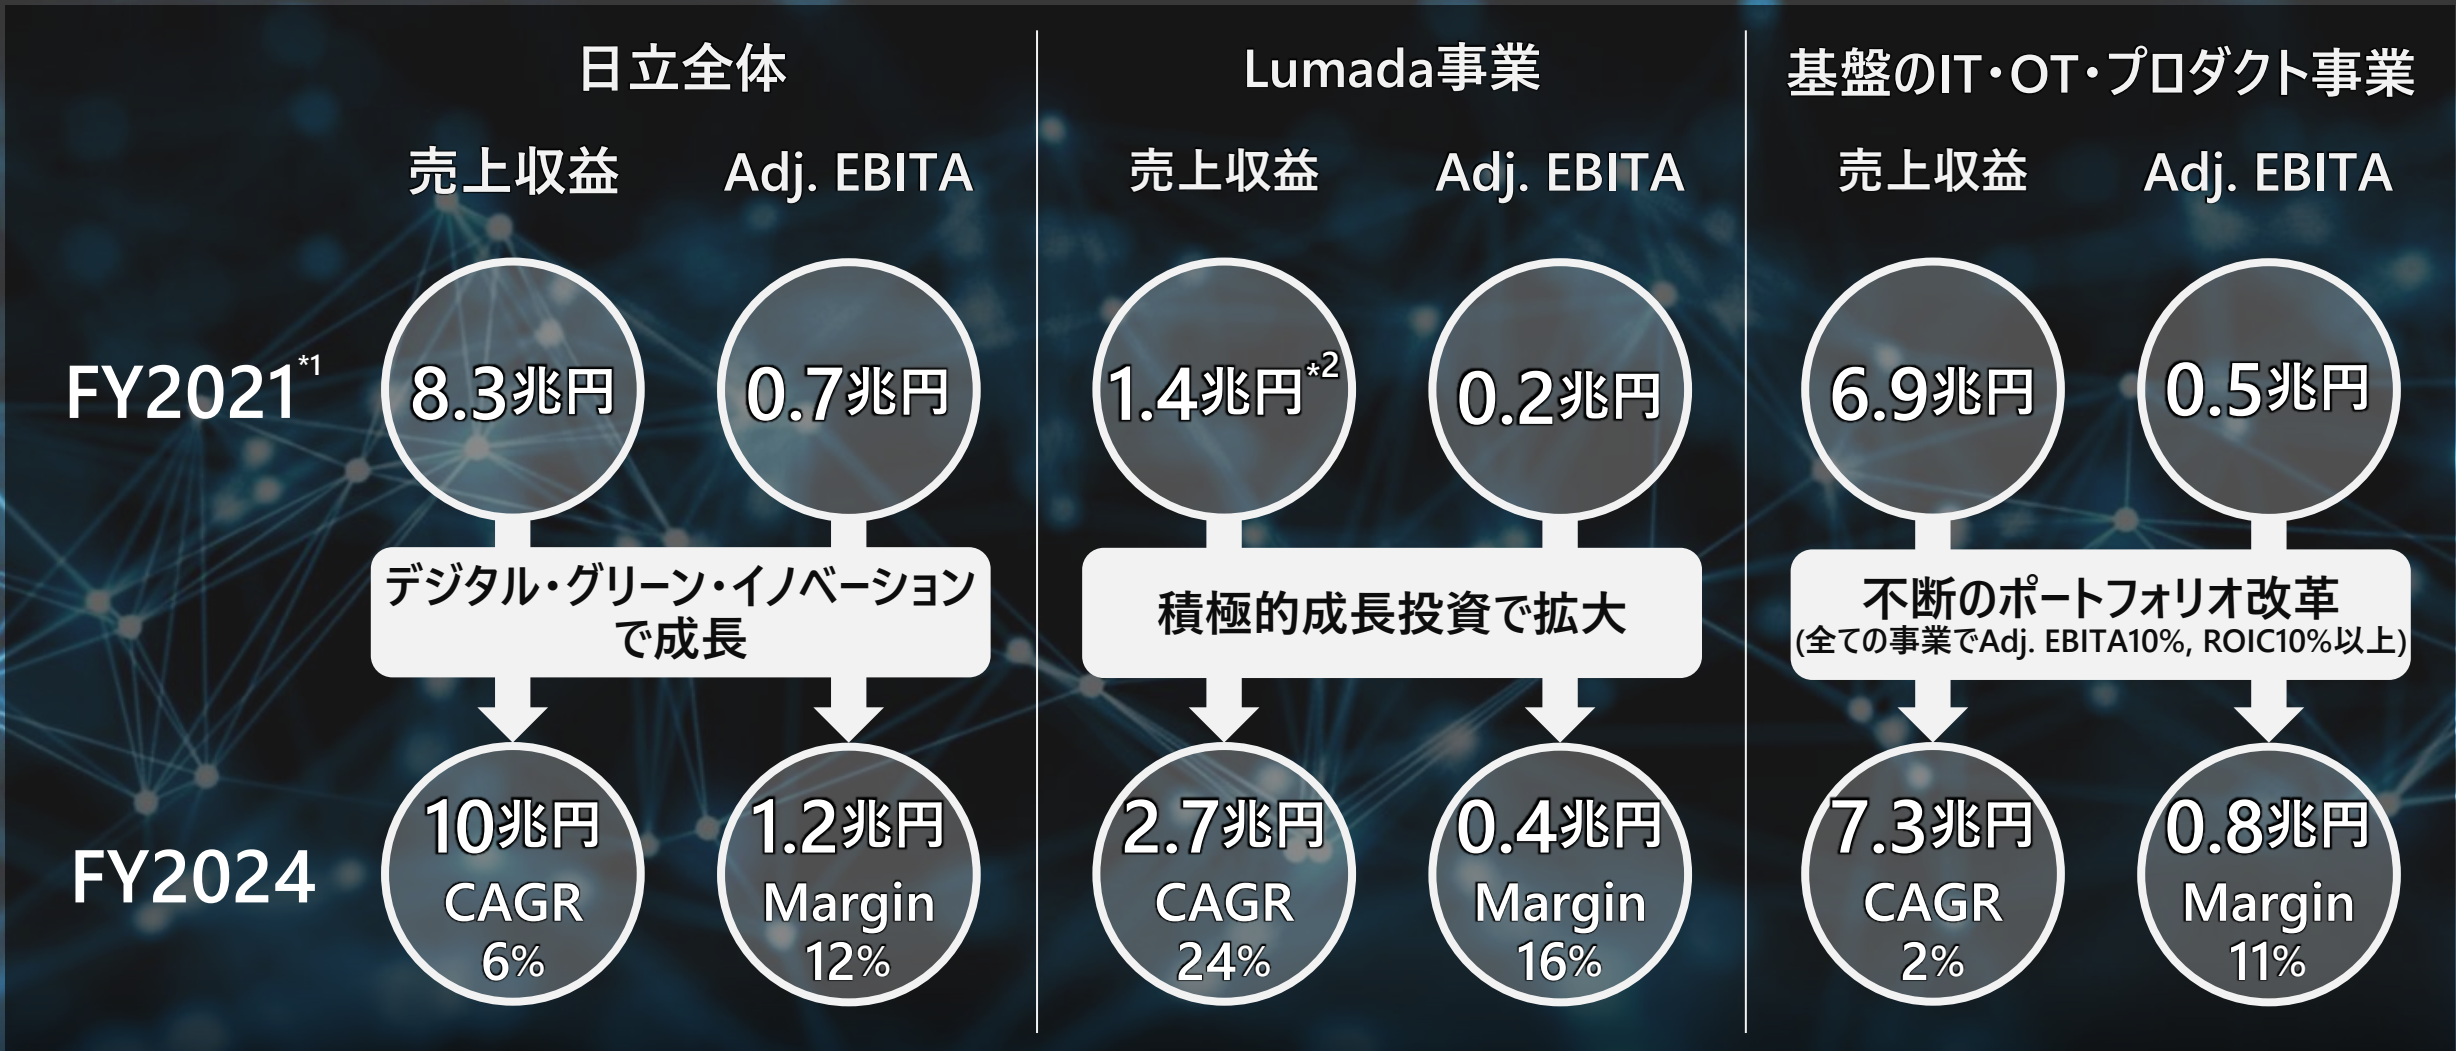 日立全体
売上収益 Adj. EBITDA
Lumada事業
売上収益 Adj. EBITA
基盤のIT・OT・プロダクト事業
売上収益 Adj. EBITA
FY2021*1
8.3兆円 0.7兆円
1.4兆円*2 0.2兆円
6.9兆円 0.5兆円
デジタル・グリーン・イノベーション
で成長
積極的成長投資で拡大
不断のポートフォリオ改革
(全ての事業でAdj. EBITA10%, ROIC10%以上)
FY2024
10兆円
CAGR
6%
1.2兆円
Margin
12%
2.7兆円
CAGR
24%
0.4兆円
Margin
16%
7.3兆円
CAGR
2%
0.8兆円
Margin
11%